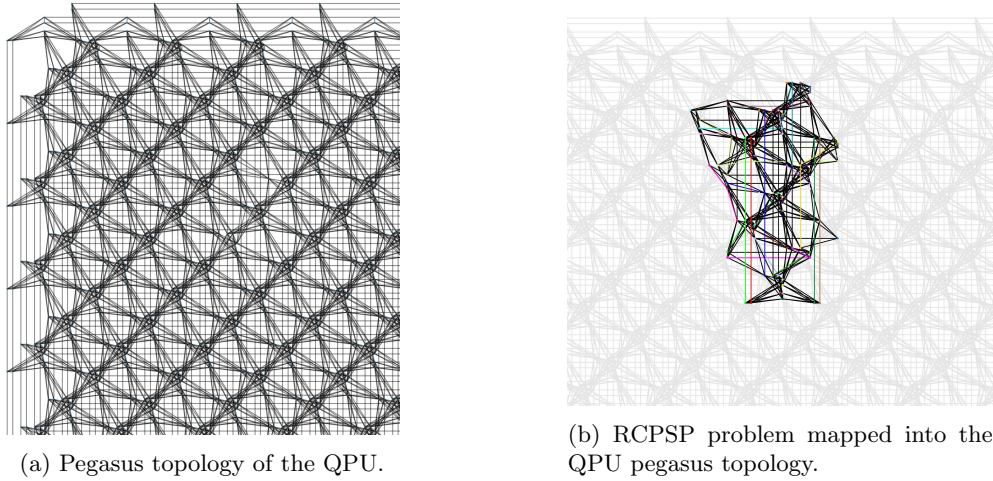 (a) Pegasus topology of the QPU.
(b) RCPSP problem mapped into the
QPU pegasus topology.